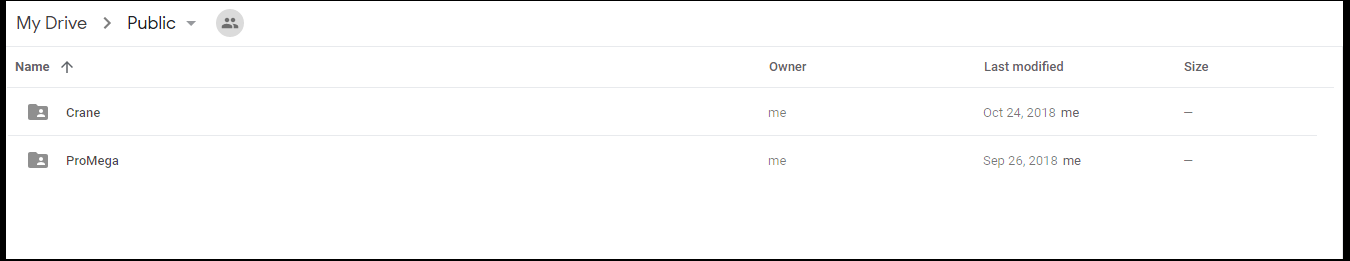 My Drive > Public
Name Owner Last modified Size
Crane me Oct 24, 2018 me —
ProMega me Sep 26, 2018 me —